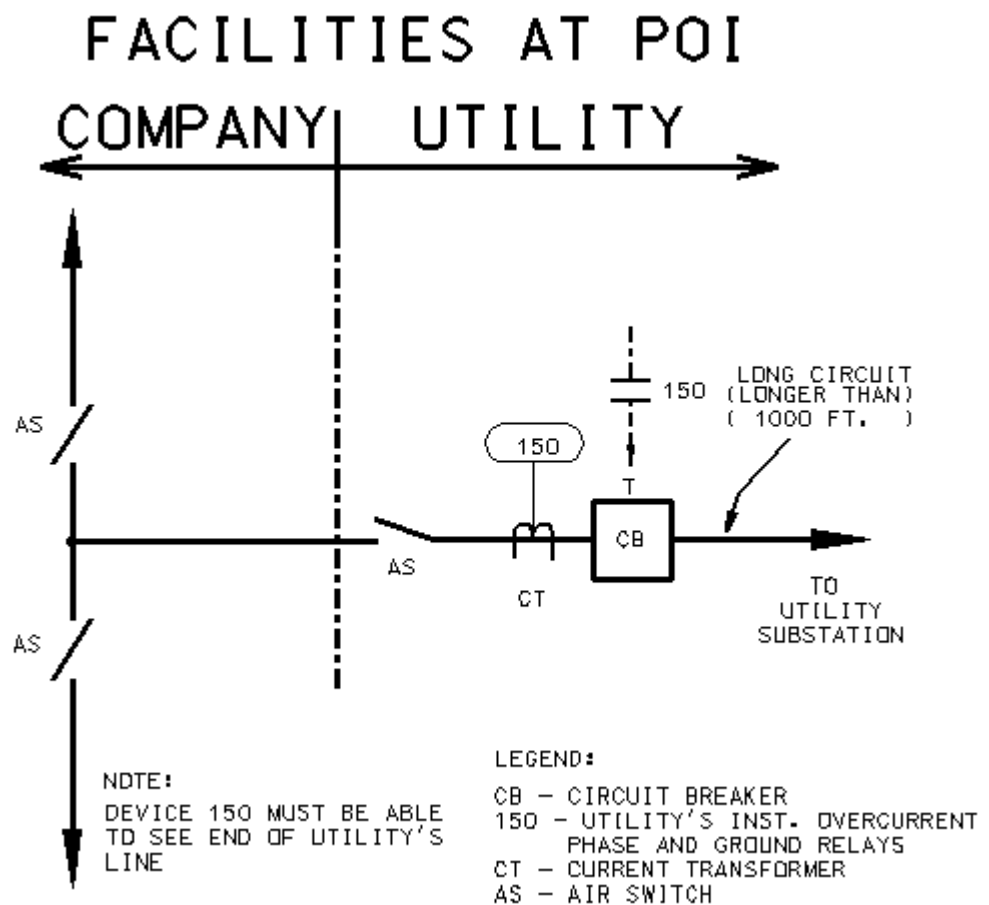 FACILITIES AT POI
COMPANY UTILITY
AS
150
150
LONG CIRCUIT
(LONGER THAN)
( 1000 FT. )
T
CB
AS
CT
TO
UTILITY
SUBSTATION
AS
NOTE:
DEVICE 150 MUST BE ABLE
TO SEE END OF UTILITY'S
LINE
LEGEND:
CB - CIRCUIT BREAKER
150 - UTILITY'S INST. OVERCURRENT
PHASE AND GROUND RELAYS
CT - CURRENT TRANSFORMER
AS - AIR SWITCH